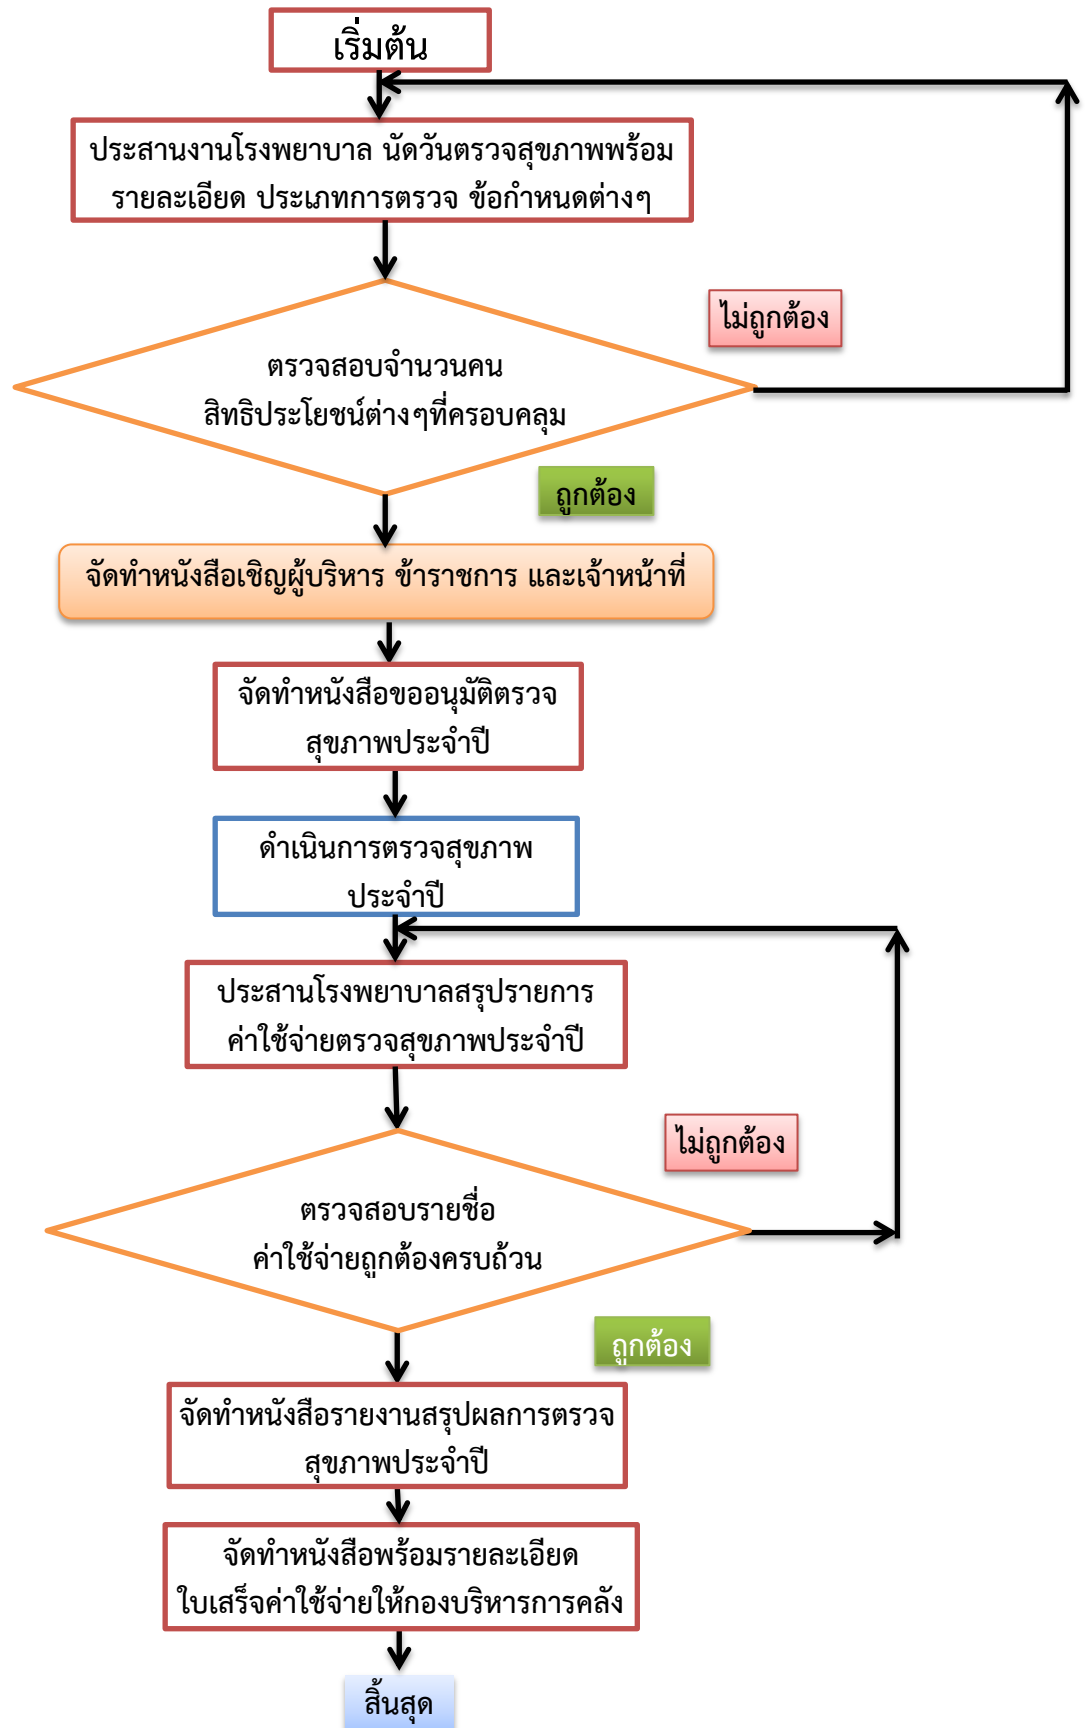 เริ่มต้น
ประสานงานโรงพยาบาล นัดวันตรวจสุขภาพพร้อม
รายละเอียด ประเภทการตรวจ ข้อกำหนดต่างๆ
ไม่ถูกต้อง
ตรวจสอบจำนวนคน
สิทธิประโยชน์ต่างๆที่ครอบคลุม
ถูกต้อง
จัดทำหนังสือเชิญผู้บริหาร ข้าราชการ และเจ้าหน้าที่
จัดทำหนังสือขออนุมัติตรวจ
สุขภาพประจำปี
ดำเนินการตรวจสุขภาพ
ประจำปี
ประสานโรงพยาบาลสรุปรายการ
ค่าใช้จ่ายตรวจสุขภาพประจำปี
ไม่ถูกต้อง
ตรวจสอบรายชื่อ
ค่าใช้จ่ายถูกต้องครบถ้วน
ถูกต้อง
จัดทำหนังสือรายงานสรุปผลการตรวจ
สุขภาพประจำปี
จัดทำหนังสือพร้อมรายละเอียด
ใบเสร็จค่าใช้จ่ายให้กองบริหารการคลัง
สิ้นสุด